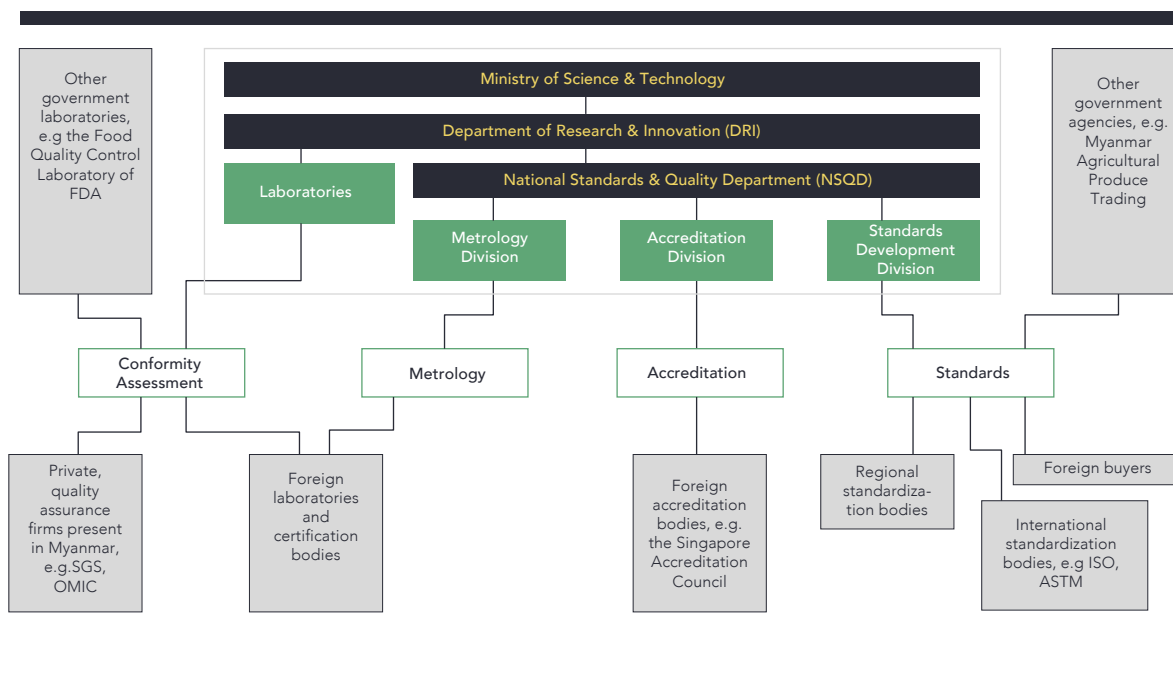 Other
government
laboratories,
e.g the Food
Quality Control
Laboratory of
FDA
Ministry of Science & Technology
Department of Research & Innovation (DRI)
Laboratories
National Standards & Quality Department (NSQD)
Metrology
Division
Accreditation
Division
Standards
Development
Division
Other
government
agencies, e.g.
Myanmar
Agricultural
Produce
Trading
Conformity
Assessment
Metrology
Accreditation
Standards
Private,
quality
assurance
firms present
in Myanmar,
e.g.SGS,
OMIC
Foreign
laboratories
and
certification
bodies
Foreign
accreditation
bodies, e.g.
the Singapore
Accreditation
Council
Regional
standardiza-
tion bodies
Foreign buyers
International
standardization
bodies, e.g ISO,
ASTM